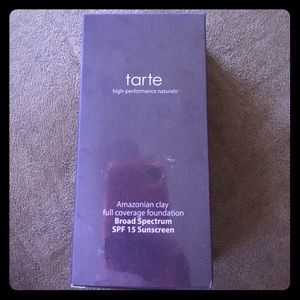 tarte
high-performance naturals™
Amazonian clay
full coverage foundation
Broad Spectrum
SPF 15 Sunscreen